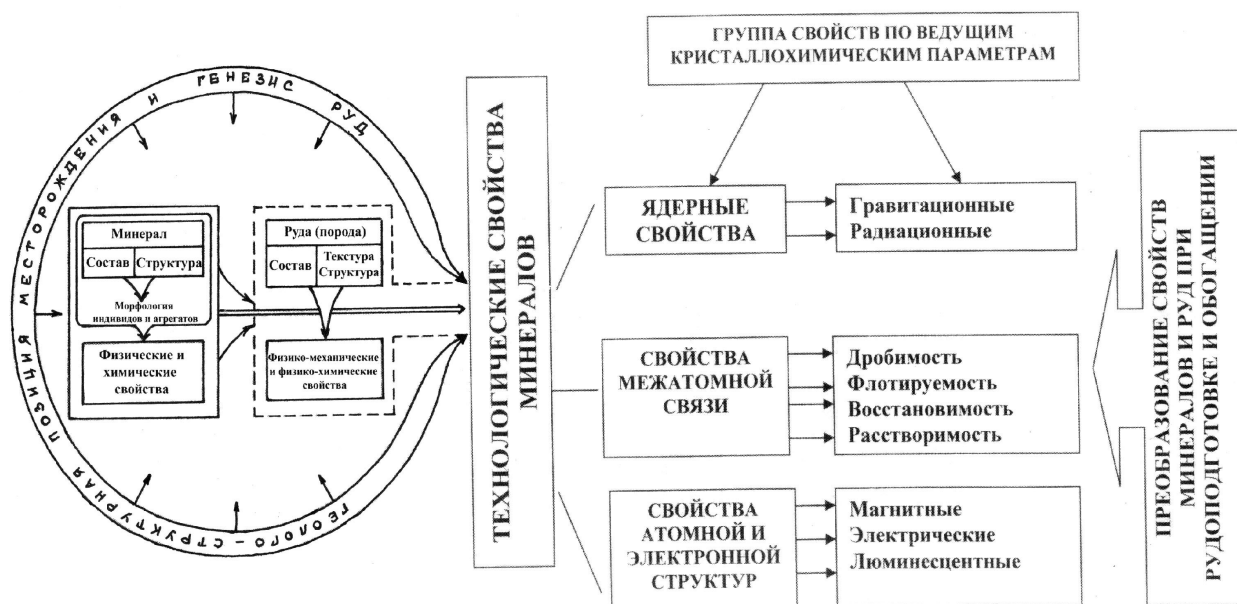 ГЕОЛОГО-СТРУКТУРНАЯ ПОЗИЦИЯ МЕСТОРОЖДЕНИЯ И ГЕНЕЗИС РУД
Минерал
Состав
Структура
Морфология
индивидов и агрегатов
Физические и
химические
свойства
Руда (порода)
Состав
Текстура
Структура
Физико-механические
и физико-химические
свойства
ТЕХНОЛОГИЧЕСКИЕ СВОЙСТВА
МИНЕРАЛОВ
ГРУППА СВОЙСТВ ПО ВЕДУЩИМ
КРИСТАЛЛОХИМИЧЕСКИМ ПАРАМЕТРАМ
ЯДЕРНЫЕ
СВОЙСТВА
Гравитационные
Радиационные
СВОЙСТВА
МЕЖАТОМНОЙ
СВЯЗИ
Дробимость
Флотируемость
Восстановимость
Расстворимость
СВОЙСТВА
АТОМНОЙ И
ЭЛЕКТРОННОЙ
СТРУКТУР
Магнитные
Электрические
Люминесцентные
ПРЕОБРАЗОВАНИЕ СВОЙСТВ
МИНЕРАЛОВ И РУД ПРИ
РУДОПОДГОТОВКЕ И ОБОГАЩЕНИИ